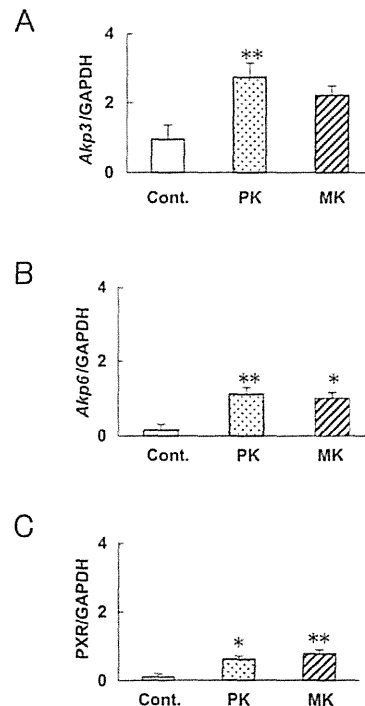 A
Akp3/GAPDH
4
2
0
**
Cont. PK MK
B
Akp6/GAPDH
4
2
0
** *
Cont. PK MK
C
PXR/GAPDH
4
2
0
* **
Cont. PK MK